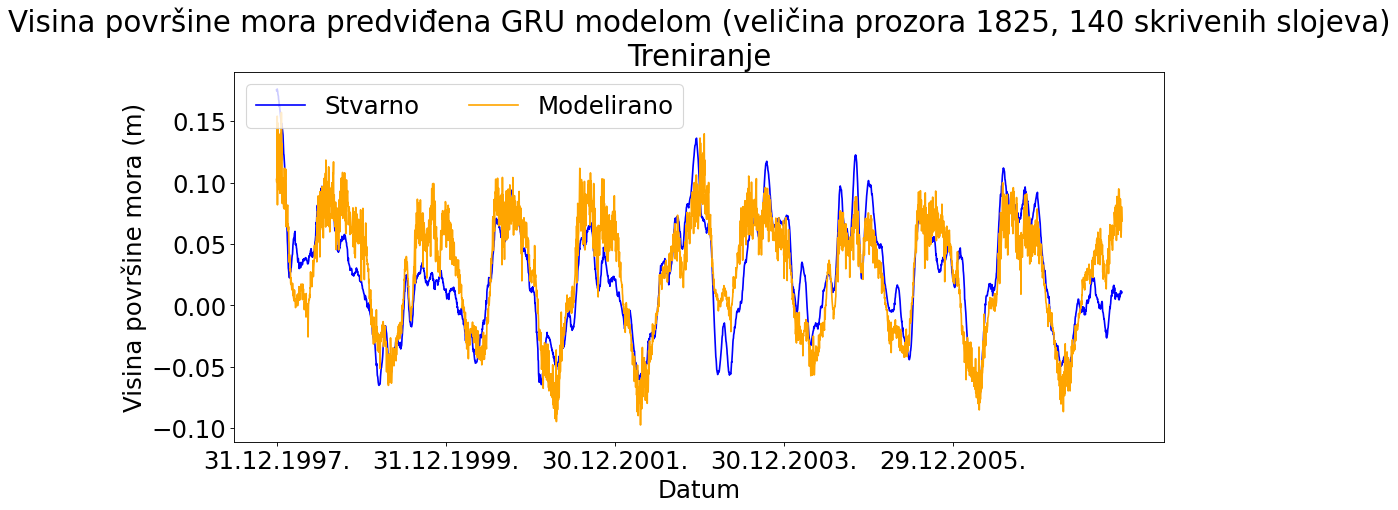 Visina površine mora predviđena GRU modelom (veličina prozora 1825, 140 skrivenih slojeva)
Treniranje
Stvarno
Modelirano
Visina površine mora (m)
0.15
0.10
0.05
0.00
−0.05
−0.10
31.12.1997.
31.12.1999.
30.12.2001.
30.12.2003.
29.12.2005.
Datum